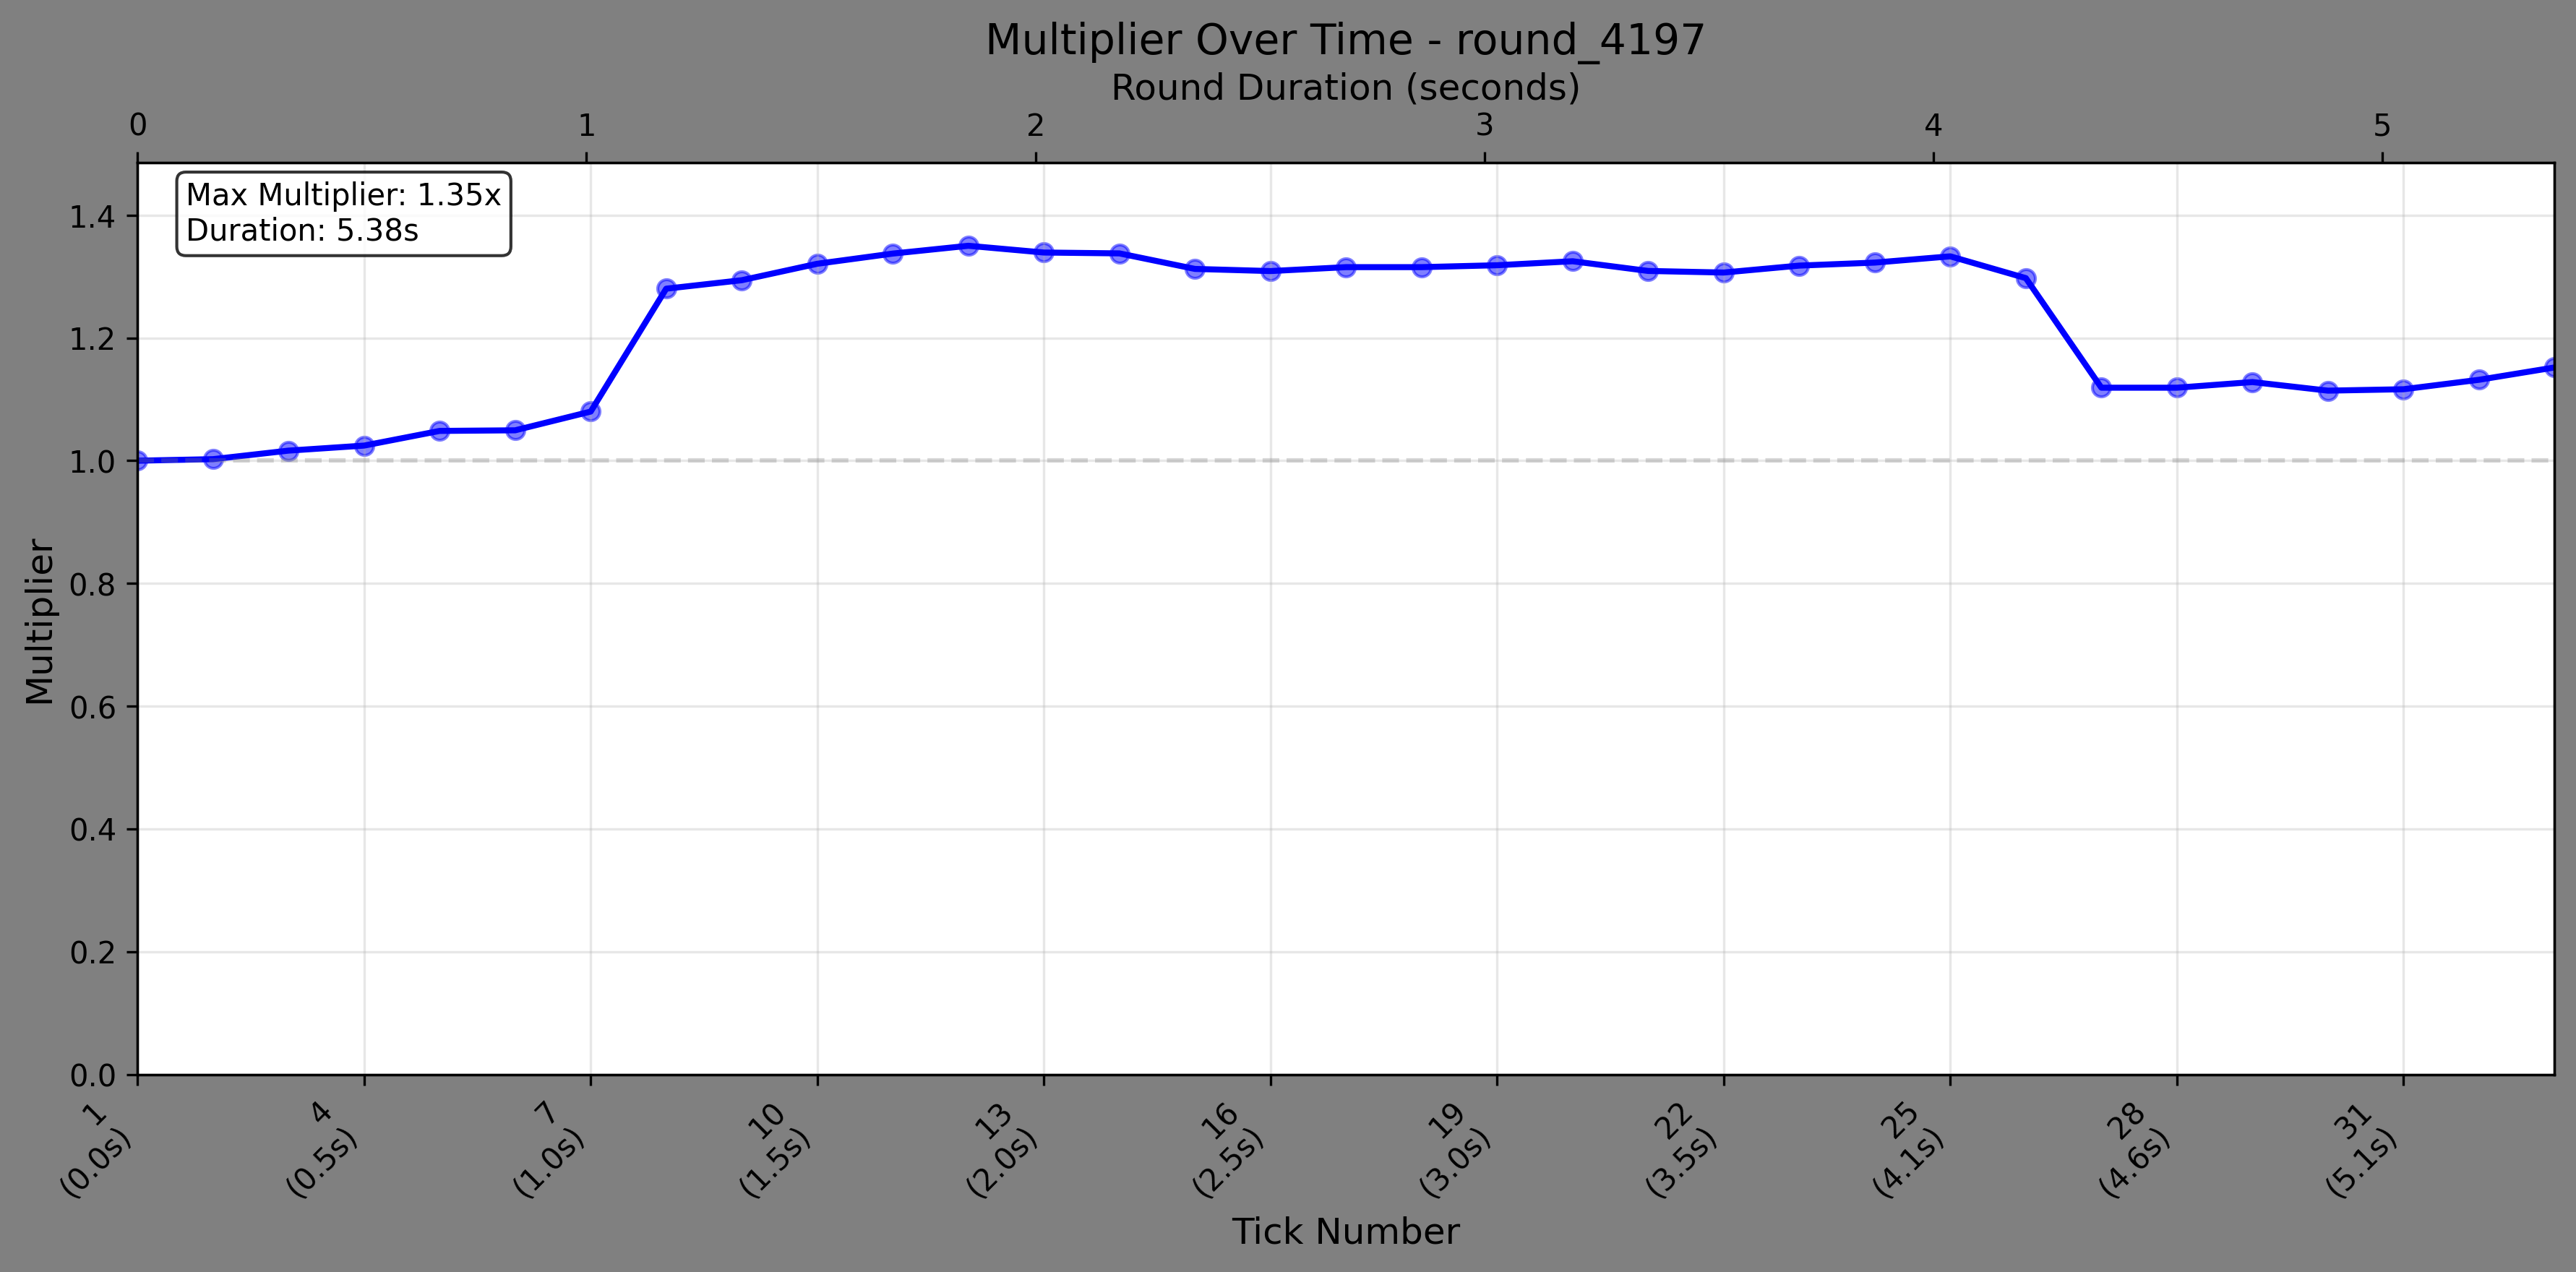 Multiplier Over Time - round_4197
Round Duration (seconds)
0 1 2 3 4 5
Max Multiplier: 1.35x
Duration: 5.38s
1.4
1.2
1.0
0.8
0.6
0.4
0.2
0.0
Multiplier
1 4 7 10 13 16 19 22 25 28 31
(0.0s) (0.5s) (1.0s) (1.5s) (2.0s) (2.5s) (3.0s) (3.5s) (4.1s) (4.6s) (5.1s)
Tick Number